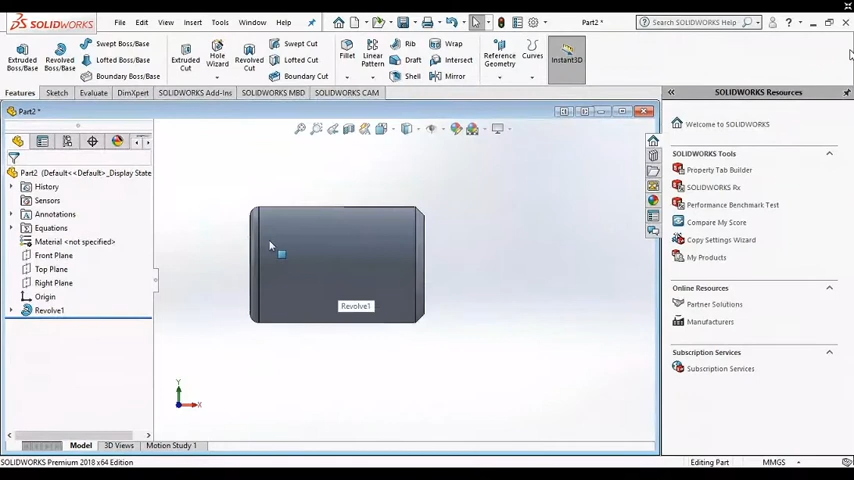 SOLIDWORKS File Edit View Insert Tools Window Help Part2 * Search SOLIDWORKS Help
Extruded Boss/Base
Revolved Boss/Base
Swept Boss/Base
Lofted Boss/Base
Boundary Boss/Base
Extruded Cut
Hole Wizard
Revolved Cut
Swept Cut
Lofted Cut
Boundary Cut
Fillet
Linear Pattern
Rib
Draft
Shell
Wrap
Intersect
Mirror
Reference Geometry
Curves
Instant3D
Features Sketch Evaluate DimXpert SOLIDWORKS Add-Ins SOLIDWORKS MBD SOLIDWORKS CAM
SOLIDWORKS Resources
Part2 *
Part2 (Default<<Default>_Display State
History
Sensors
Annotations
Equations
Material <not specified>
Front Plane
Top Plane
Right Plane
Origin
Revolve1
Revolve1
Y
X
Welcome to SOLIDWORKS
SOLIDWORKS Tools
Property Tab Builder
SOLIDWORKS Rx
Performance Benchmark Test
Compare My Score
Copy Settings Wizard
My Products
Online Resources
Partner Solutions
Manufacturers
Subscription Services
Subscription Services
Model 3D Views Motion Study 1
SOLIDWORKS Premium 2018 x64 Edition Editing Part MMGS